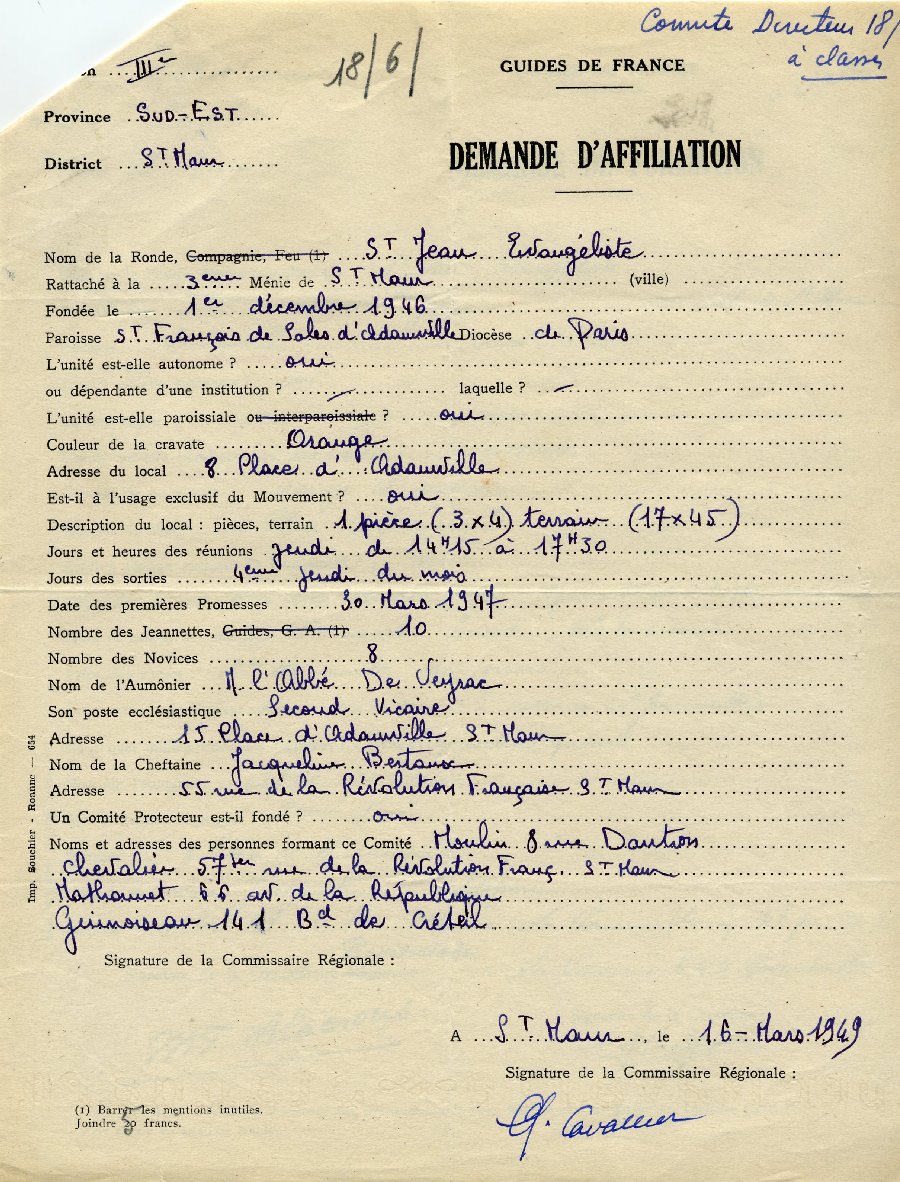 Comité Directeur 18/
à classer
18/6/
on IIIe
GUIDES DE FRANCE
Province SUD-EST
District ST Maur
DEMANDE D'AFFILIATION
Nom de la Ronde, Compagnie, Feu (1) ST Jean Evangéliste
Rattaché à la 3eme Ménie de ST Maur (ville)
Fondée le 1er décembre 1946
Paroisse ST François de Sales d'Adamville Diocèse de Paris
L'unité est-elle autonome ? oui
ou dépendante d'une institution ? — laquelle ? —
L'unité est-elle paroissiale ou interparoissiale ? oui
Couleur de la cravate Orange
Adresse du local 8 Place d'Adamville
Est-il à l'usage exclusif du Mouvement ? oui
Description du local : pièces, terrain 1 pièce (3x4) terrain (17x45)
Jours et heures des réunions jeudi de 14H15 à 17H30
Jours des sorties 4eme jeudi du mois
Date des premières Promesses 30 Mars 1947
Nombre des Jeannettes, Guides, G. A. (1) 10
Nombre des Novices 8
Nom de l'Aumônier M l'Abbé De Veyrac
Son poste ecclésiastique Second Vicaire
Adresse 15 Place d'Adamville ST Maur
Nom de la Cheftaine Jacqueline Bertaux
Adresse 55 rue de la Révolution Française ST Maur
Un Comité Protecteur est-il fondé ? oui
Noms et adresses des personnes formant ce Comité Moulin 8 rue Dantron
Chevalier 57ter rue de la Révolution Franç ST Maur
Mathonnet 66 av. de la République
Guinoiseau 141 Bd de Créteil
Signature de la Commissaire Régionale :
A ST Maur, le 16-Mars 1949
Signature de la Commissaire Régionale :
Cavallier
(1) Barrer les mentions inutiles.
Joindre 50 francs.
Imp. Souchier - Roanne — 654